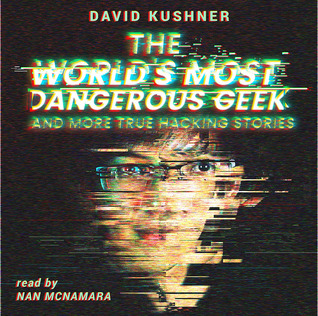 DAVID KUSHNER
THE
WORLD'S MOST
DANGEROUS GEEK
AND MORE TRUE HACKING STORIES
read by
NAN MCNAMARA